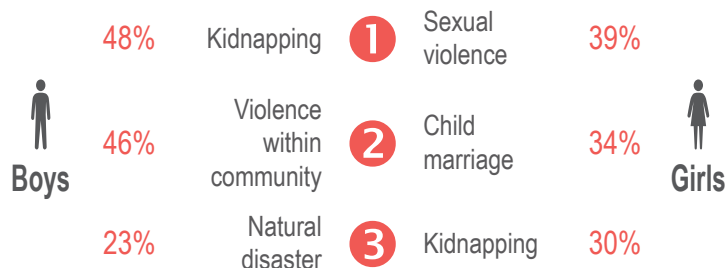 48% Kidnapping 1 Sexual violence 39%
Boys 46% Violence within community 2 Child marriage 34% Girls
23% Natural disaster 3 Kidnapping 30%